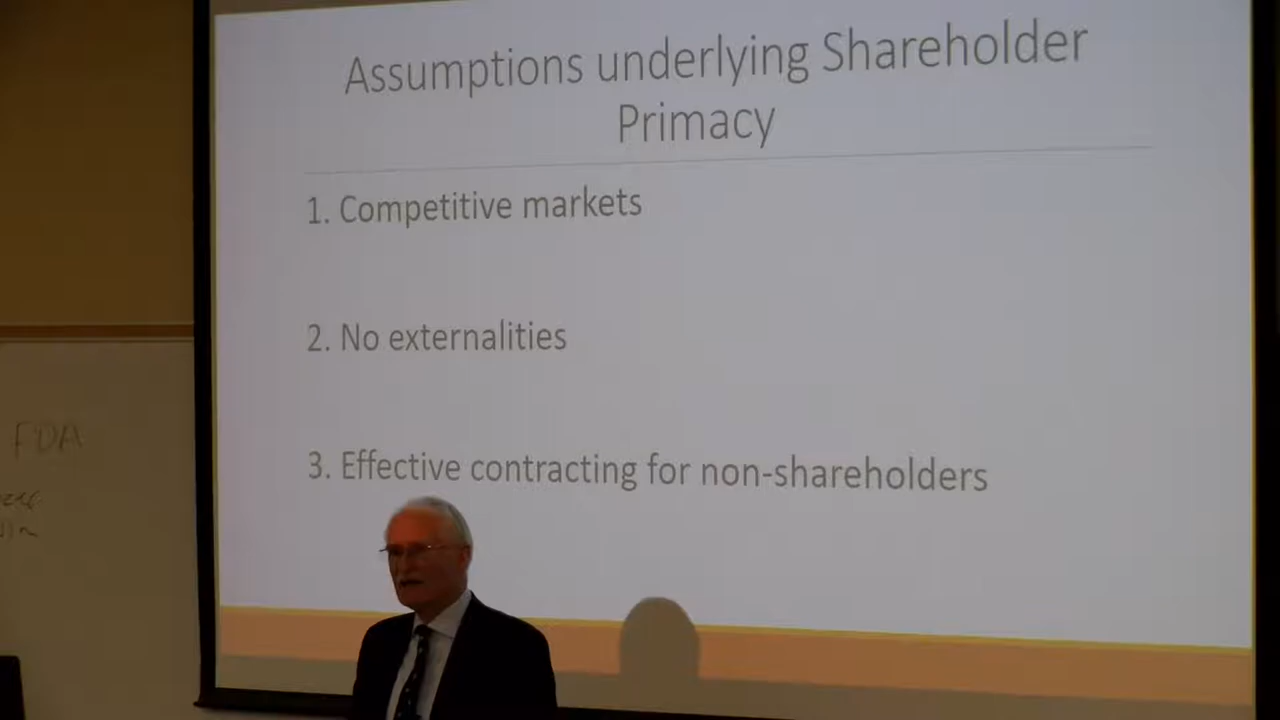 Assumptions underlying Shareholder
Primacy
1. Competitive markets
2. No externalities
3. Effective contracting for non-shareholders
FDA